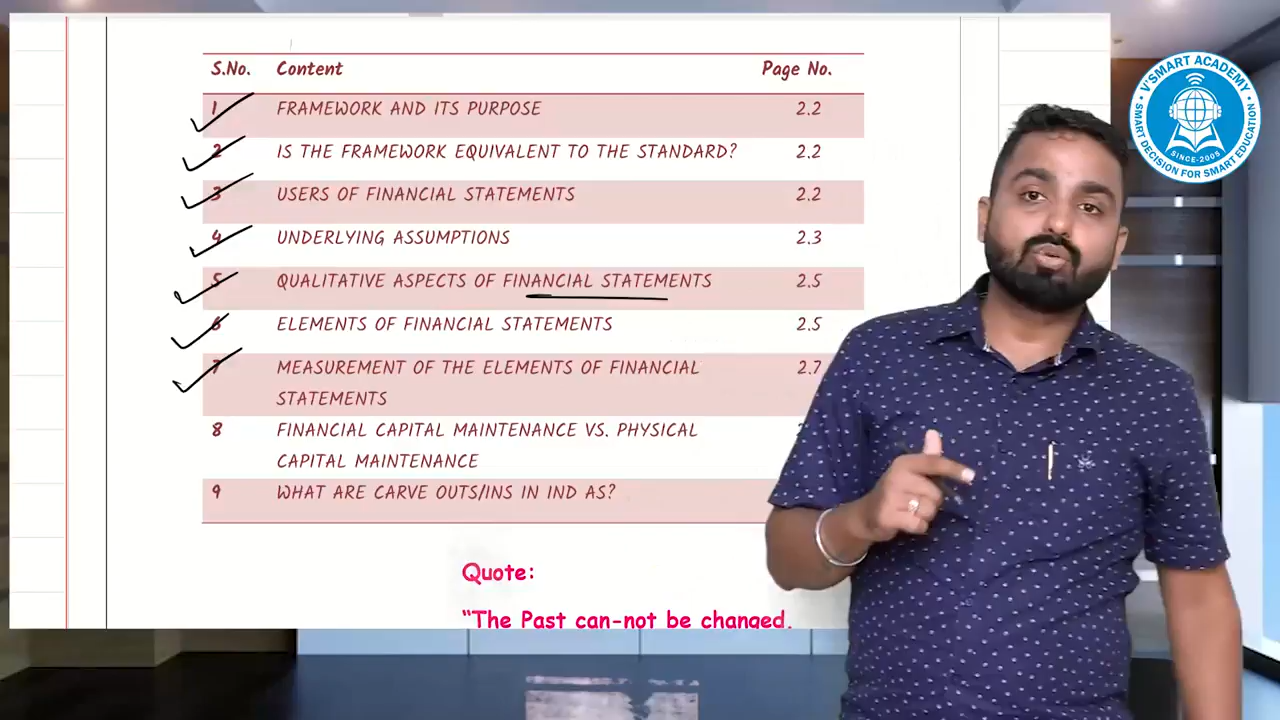 S.No. Content Page No.
1 FRAMEWORK AND ITS PURPOSE 2.2
2 IS THE FRAMEWORK EQUIVALENT TO THE STANDARD? 2.2
3 USERS OF FINANCIAL STATEMENTS 2.2
4 UNDERLYING ASSUMPTIONS 2.3
5 QUALITATIVE ASPECTS OF FINANCIAL STATEMENTS 2.5
6 ELEMENTS OF FINANCIAL STATEMENTS 2.5
7 MEASUREMENT OF THE ELEMENTS OF FINANCIAL 2.7
STATEMENTS
8 FINANCIAL CAPITAL MAINTENANCE VS. PHYSICAL
CAPITAL MAINTENANCE
9 WHAT ARE CARVE OUTS/INS IN IND AS?
Quote:
“The Past can-not be changed,
V'SMART ACADEMY
SINCE-2008
SMART DECISION FOR SMART EDUCATION